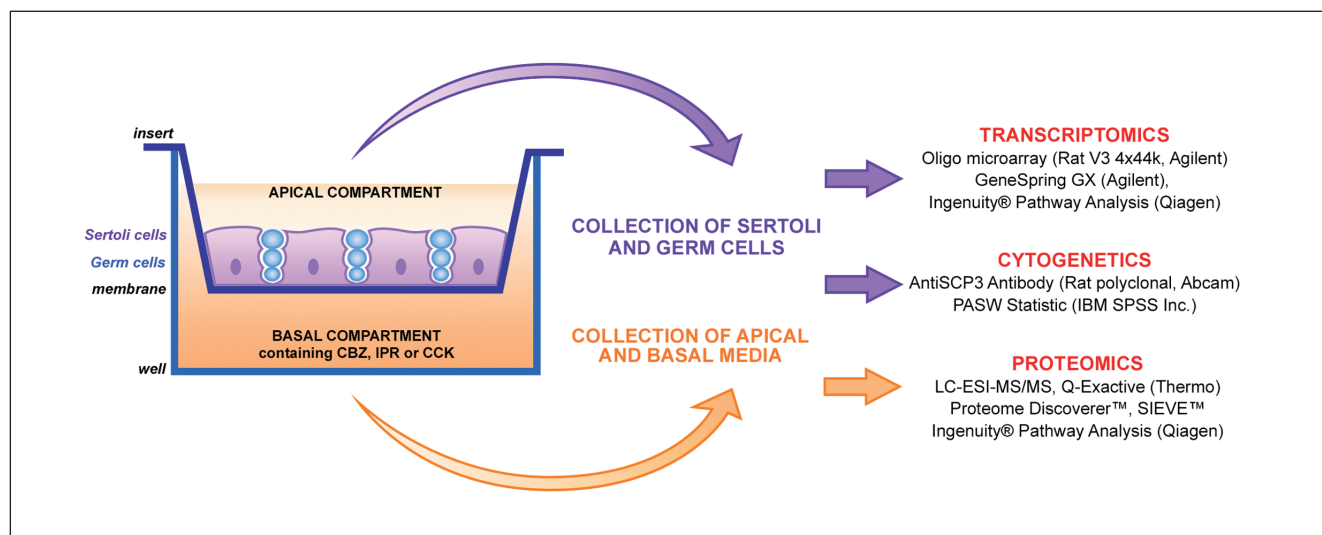 insert
APICAL COMPARTMENT
Sertoli cells
Germ cells
membrane
BASAL COMPARTMENT
containing CBZ, IPR or CCK
well
COLLECTION OF SERTOLI
AND GERM CELLS
COLLECTION OF APICAL
AND BASAL MEDIA
TRANSCRIPTOMICS
Oligo microarray (Rat V3 4x44k, Agilent)
GeneSpring GX (Agilent),
Ingenuity® Pathway Analysis (Qiagen)
CYTOGENETICS
AntiSCP3 Antibody (Rat polyclonal, Abcam)
PASW Statistic (IBM SPSS Inc.)
PROTEOMICS
LC-ESI-MS/MS, Q-Exactive (Thermo)
Proteome Discoverer™, SIEVE™
Ingenuity® Pathway Analysis (Qiagen)